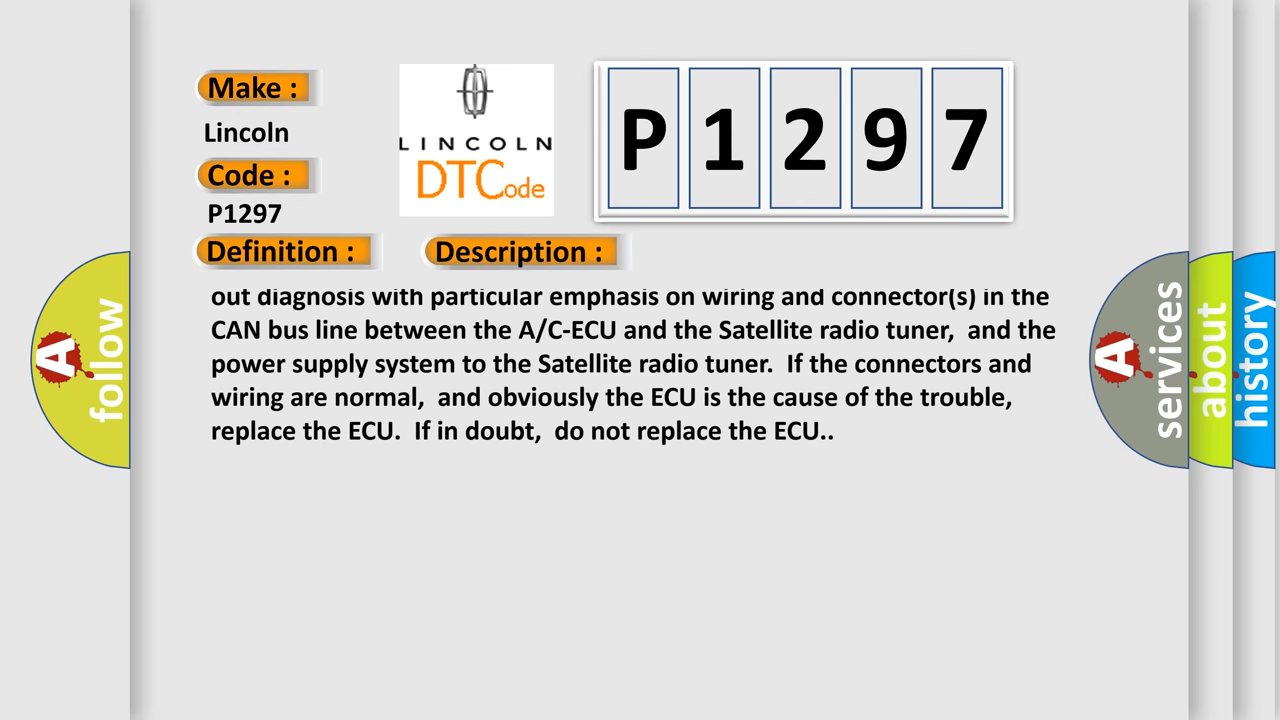 Make :
Lincoln
Code :
P1297
LINCOLN
DTCode
P 1 2 9 7
Definition :
Description :
out diagnosis with particular emphasis on wiring and connector(s) in the
CAN bus line between the A/C-ECU and the Satellite radio tuner, and the
power supply system to the Satellite radio tuner If the connectors and
wiring are normal, and obviously the ECU is the cause of the trouble,
replace the ECU If in doubt, do not replace the ECU..
A
follow
A
services
about
history